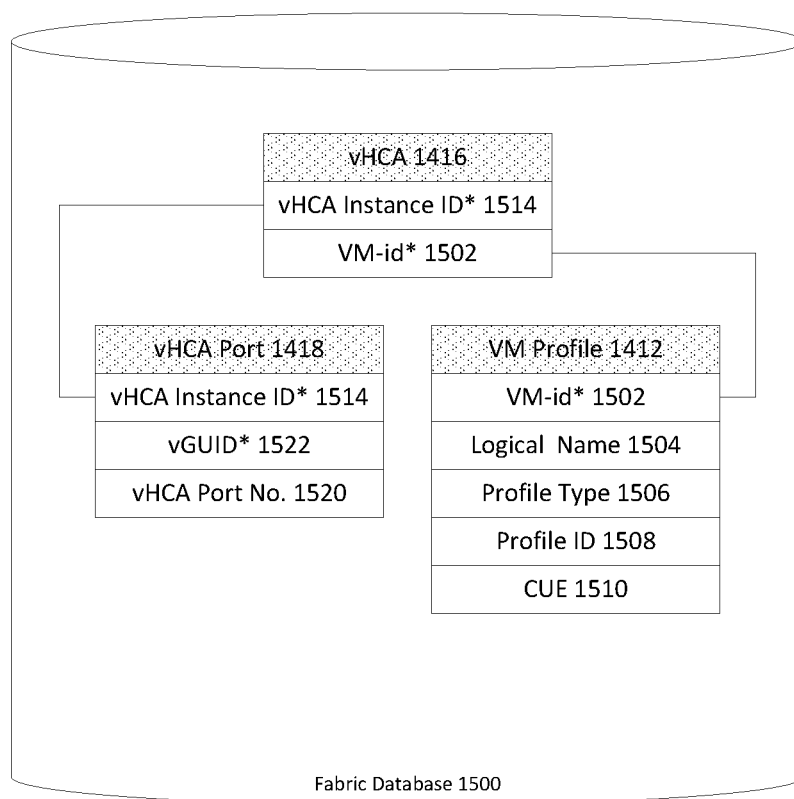 vHCA 1416
vHCA Instance ID* 1514
VM-id* 1502
vHCA Port 1418
vHCA Instance ID* 1514
vGUID* 1522
vHCA Port No. 1520
VM Profile 1412
VM-id* 1502
Logical Name 1504
Profile Type 1506
Profile ID 1508
CUE 1510
Fabric Database 1500